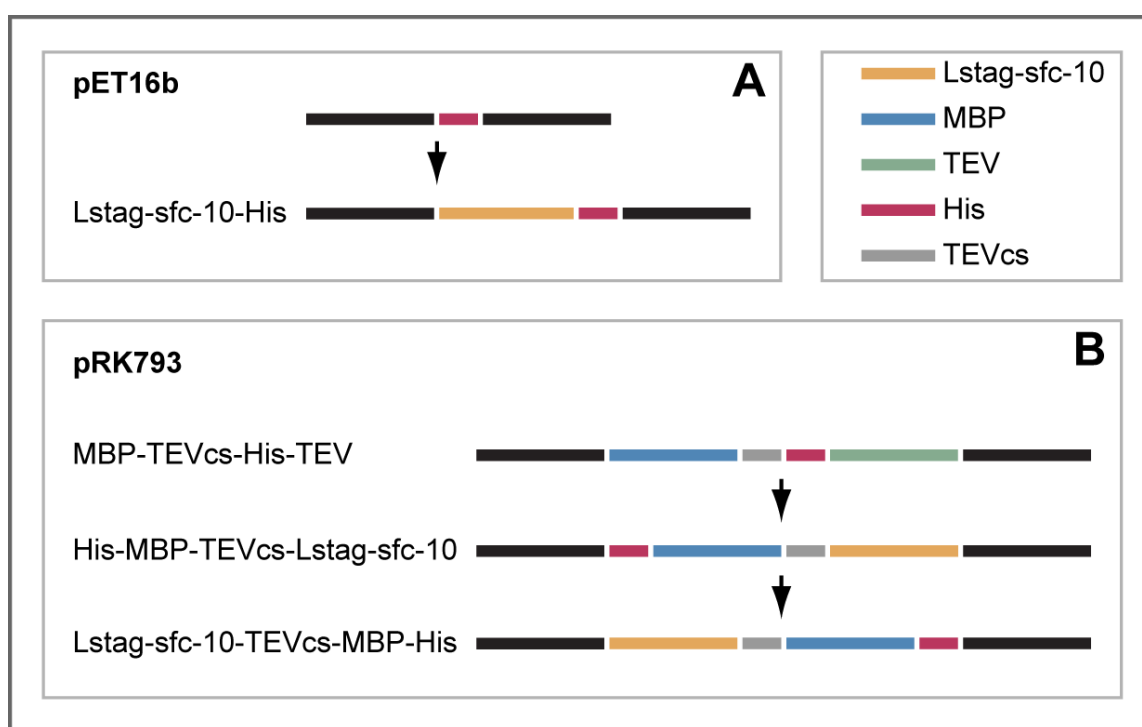 pET16b
A
Lstag-sfc-10-His
Lstag-sfc-10
MBP
TEV
His
TEVcs
pRK793
B
MBP-TEVcs-His-TEV
His-MBP-TEVcs-Lstag-sfc-10
Lstag-sfc-10-TEVcs-MBP-His